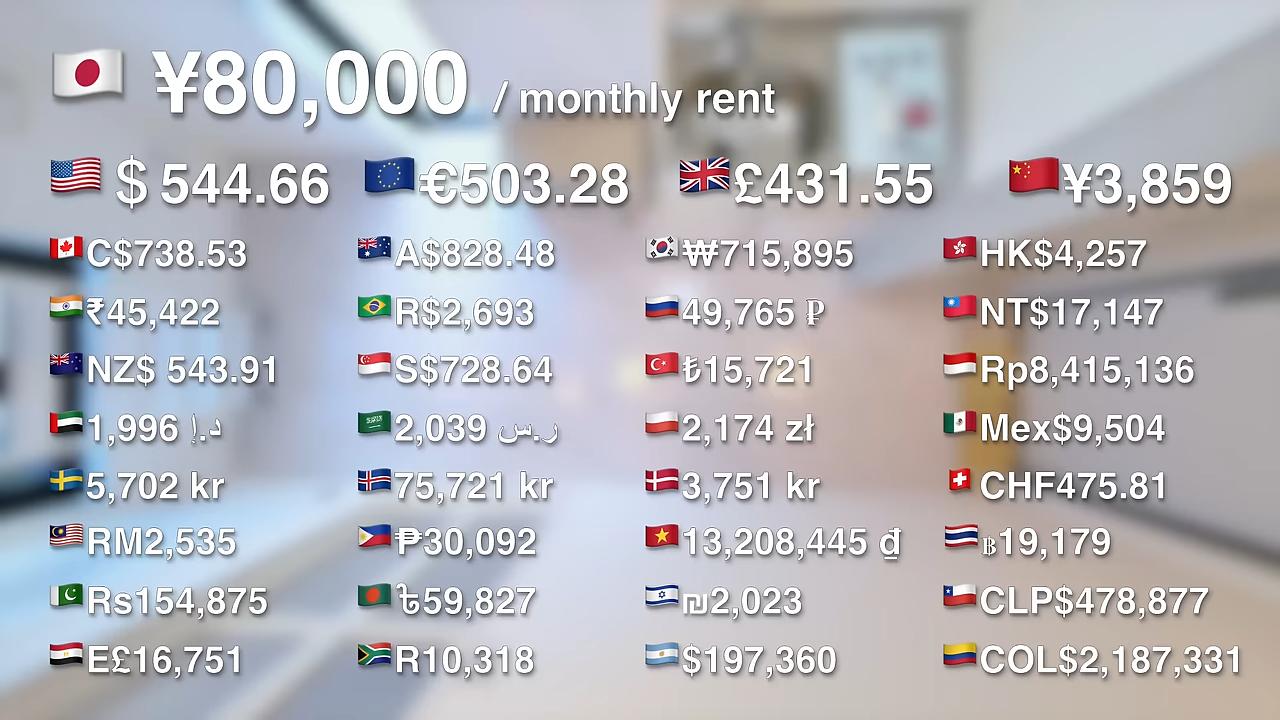 ¥80,000 / monthly rent
$ 544.66 €503.28 £431.55 ¥3,859
C$738.53 A$828.48 ₩715,895 HK$4,257
₹45,422 R$2,693 49,765 ₽ NT$17,147
NZ$ 543.91 S$728.64 ₺15,721 Rp8,415,136
1,996 د.إ 2,039 ر.س 2,174 zł Mex$9,504
5,702 kr 75,721 kr 3,751 kr CHF475.81
RM2,535 ₱30,092 13,208,445 ₫ ฿19,179
Rs154,875 ৳59,827 ₪2,023 CLP$478,877
E£16,751 R10,318 $197,360 COL$2,187,331